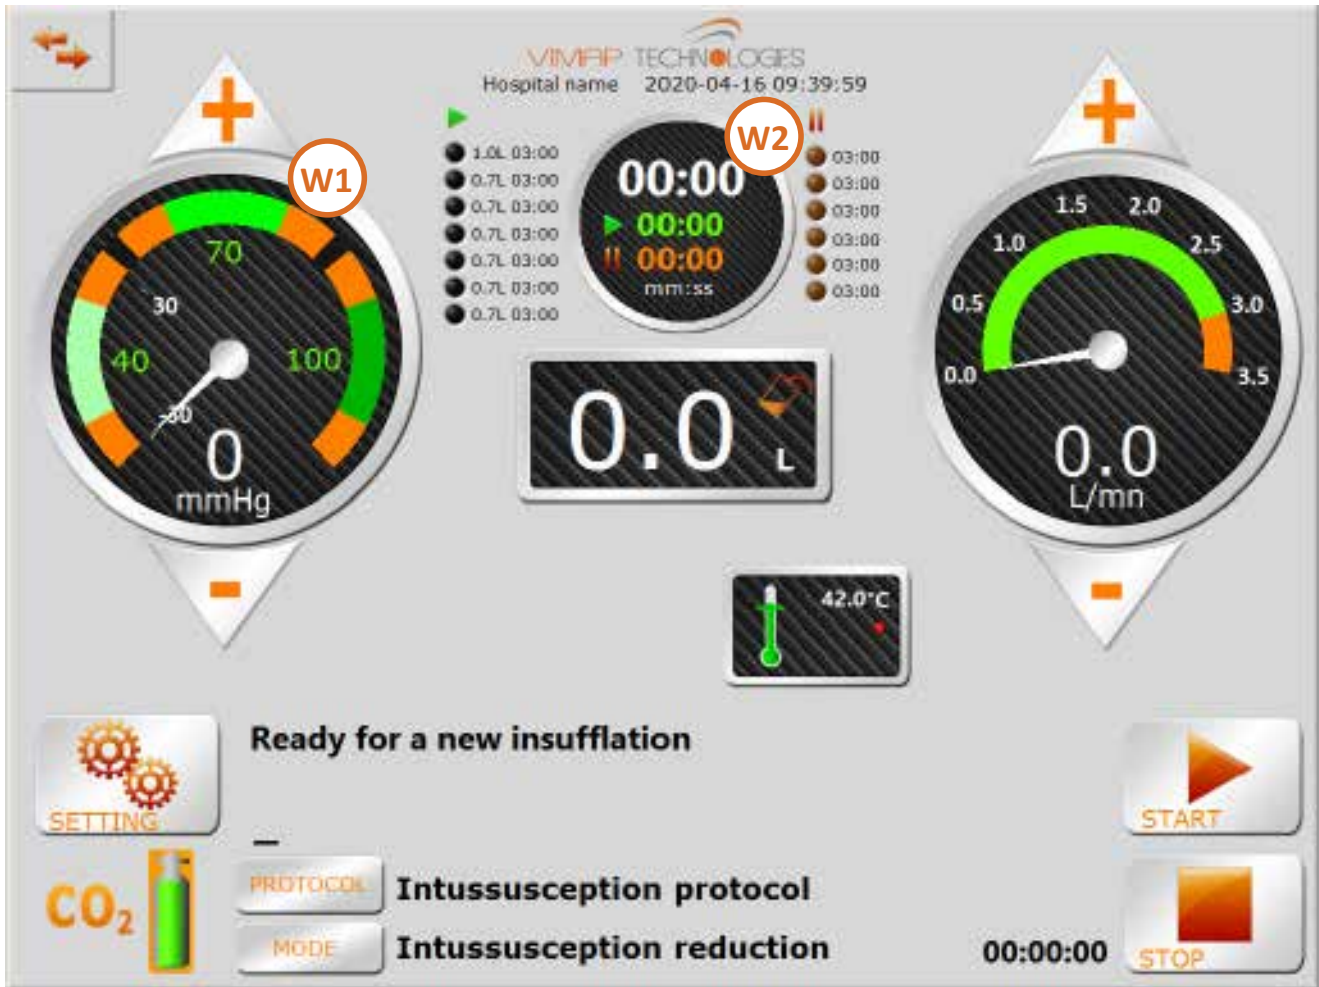 VIMAP TECHNOLOGIES
Hospital name 2020-04-16 09:39:59
W1
70
30
40
100
-30
0
mmHg
1.0L 03:00
0.7L 03:00
0.7L 03:00
0.7L 03:00
0.7L 03:00
0.7L 03:00
0.7L 03:00
W2
00:00
00:00
00:00
mm:ss
03:00
03:00
03:00
03:00
03:00
03:00
0.0
L
1.5
2.0
1.0
2.5
0.5
3.0
0.0
3.5
0.0
L/mn
42.0°C
SETTING
Ready for a new insufflation
START
CO₂
PROTOCOL
Intussusception protocol
MODE
Intussusception reduction
00:00:00
STOP